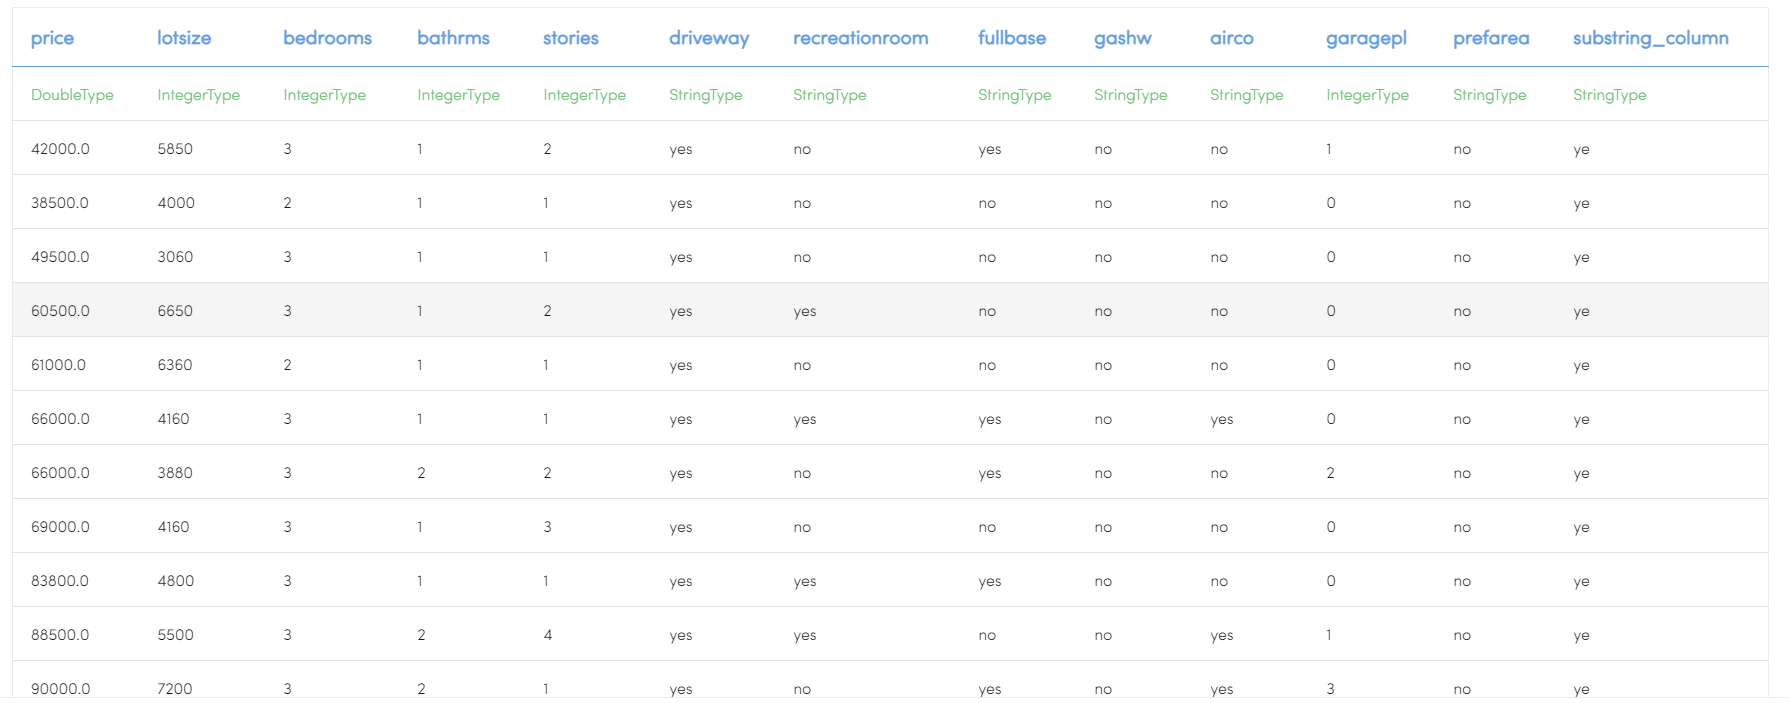 price lotsize bedrooms bathrms stories driveway recreationroom fullbase gashw airco garagepl prefarea substring_column
DoubleType IntegerType IntegerType IntegerType IntegerType StringType StringType StringType StringType StringType IntegerType StringType StringType
42000.0 5850 3 1 2 yes no yes no no 1 no ye
38500.0 4000 2 1 1 yes no no no no 0 no ye
49500.0 3060 3 1 1 yes no no no no 0 no ye
60500.0 6650 3 1 2 yes yes no no no 0 no ye
61000.0 6360 2 1 1 yes no no no no 0 no ye
66000.0 4160 3 1 1 yes yes yes no yes 0 no ye
66000.0 3880 3 2 2 yes no yes no no 2 no ye
69000.0 4160 3 1 3 yes no no no no 0 no ye
83800.0 4800 3 1 1 yes yes yes no no 0 no ye
88500.0 5500 3 2 4 yes yes no no yes 1 no ye
90000.0 7200 3 2 1 yes no yes no yes 3 no ye